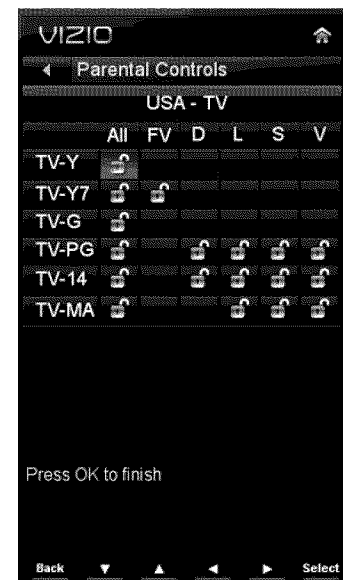 VIZIO
Parental Controls
USA - TV
All FV D L S V
TV-Y
TV-Y7
TV-G
TV-PG
TV-14
TV-MA
Press OK to finish
Back Select